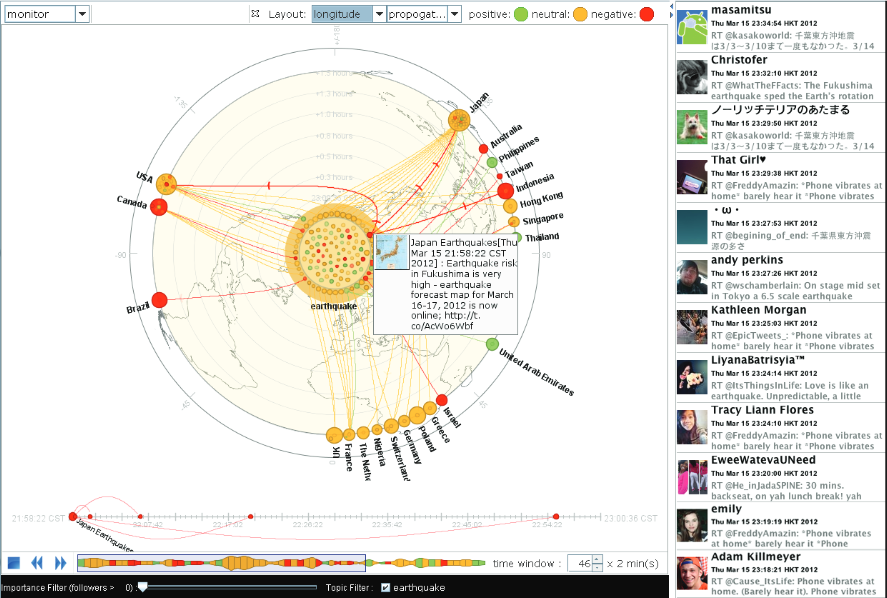 monitor
Layout:
longitude
propogat...
positive:
neutral:
negative:
+180
+1.5 hours
+1.3 hours
+0.6 hours
+0.5 hours
-135
-90
90
-45
45
0
Japan
Australia
Philippines
Taiwan
Indonesia
Hong Kong
Singapore
Thailand
USA
Canada
Brazil
earthquake
Japan Earthquakes[Thu
Mar 15 21:58:22 CST
2012] : Earthquake risk
in Fukushima is very
high - earthquake
forecast map for March
16-17, 2012 is now
online; http://t.
co/AcWo6Wbf
United Arab Emirates
Israel
Greece
Poland
Germany
Switzerland
Nigeria
The Nethe
France
UK
21:58:22 CST
22:07:42
22:17:02
22:26:22
22:35:42
22:45:02
22:54:22
23:00:36 CST
Japan Earthquakes
time window :
46
x 2 min(s)
Importance Filter (followers >
0):
Topic Filter :
earthquake
masamitsu
Thu Mar 15 23:34:54 HKT 2012
RT @kasakoworld: 千葉東方沖地震
は3/3～3/10まで一度もなかった。3/14
Christofer
Thu Mar 15 23:32:10 HKT 2012
RT @WhatTheFFacts: The Fukushima
earthquake sped the Earth's rotation
ノーリッチテリアのあたまる
Thu Mar 15 23:29:50 HKT 2012
RT @kasakoworld: 千葉東方沖地震
は3/3～3/10まで一度もなかった。3/14
That Girl♥
Thu Mar 15 23:29:38 HKT 2012
RT @FreddyAmazin: *Phone vibrates
at home* barely hear it *Phone vibrates
・ω・
Thu Mar 15 23:27:53 HKT 2012
RT @begining_of_end: 千葉県東方沖震
源の多さ
andy perkins
Thu Mar 15 23:27:26 HKT 2012
RT @wschamberlain: On stage mid set
in Tokyo a 6.5 scale earthquake
Kathleen Morgan
Thu Mar 15 23:25:03 HKT 2012
RT @EpicTweets_: *Phone vibrates at
home* barely hear it *Phone vibrates
LiyanaBatrisyia™
Thu Mar 15 23:24:14 HKT 2012
RT @ItsThingsInLife: Love is like an
earthquake. Unpredictable, a little
Tracy Liann Flores
Thu Mar 15 23:24:10 HKT 2012
RT @FreddyAmazin: *Phone vibrates at
home* barely hear it *Phone vibrates
EweeWatevaUNeed
Thu Mar 15 23:20:00 HKT 2012
RT @He_inJadaSPINE: 30 mins.
backseat, on yah lunch break! yah
emily
Thu Mar 15 23:19:19 HKT 2012
RT @FreddyAmazin: *Phone vibrates
at home* barely hear it *Phone
Adam Killmeyer
Thu Mar 15 23:18:21 HKT 2012
RT @Cause_ItsLife: Phone vibrates at
home. (Barely hear it). Phone vibrates